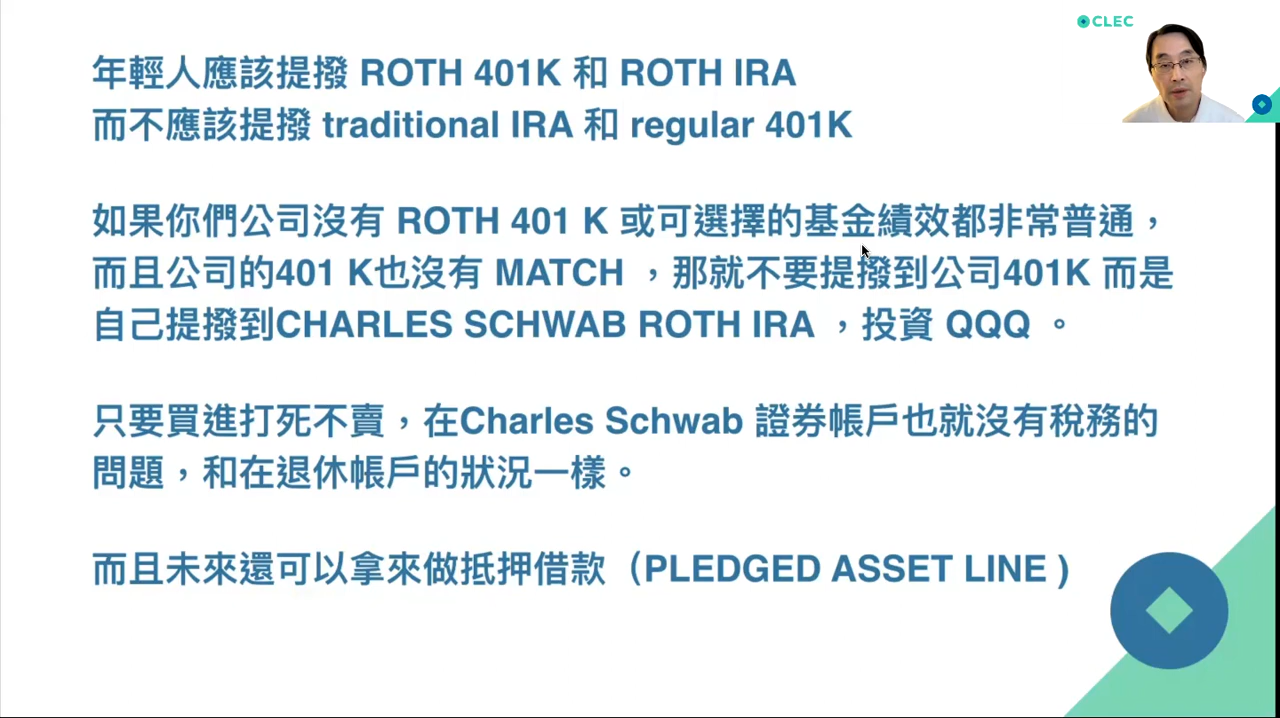 CLEC
年輕人應該提撥 ROTH 401K 和 ROTH IRA
而不應該提撥 traditional IRA 和 regular 401K
如果你們公司沒有 ROTH 401 K 或可選擇的基金績效都非常普通，
而且公司的401 K也沒有 MATCH ，那就不要提撥到公司401K 而是
自己提撥到CHARLES SCHWAB ROTH IRA ，投資 QQQ 。
只要買進打死不賣，在Charles Schwab 證券帳戶也就沒有稅務的
問題，和在退休帳戶的狀況一樣。
而且未來還可以拿來做抵押借款（PLEDGED ASSET LINE )